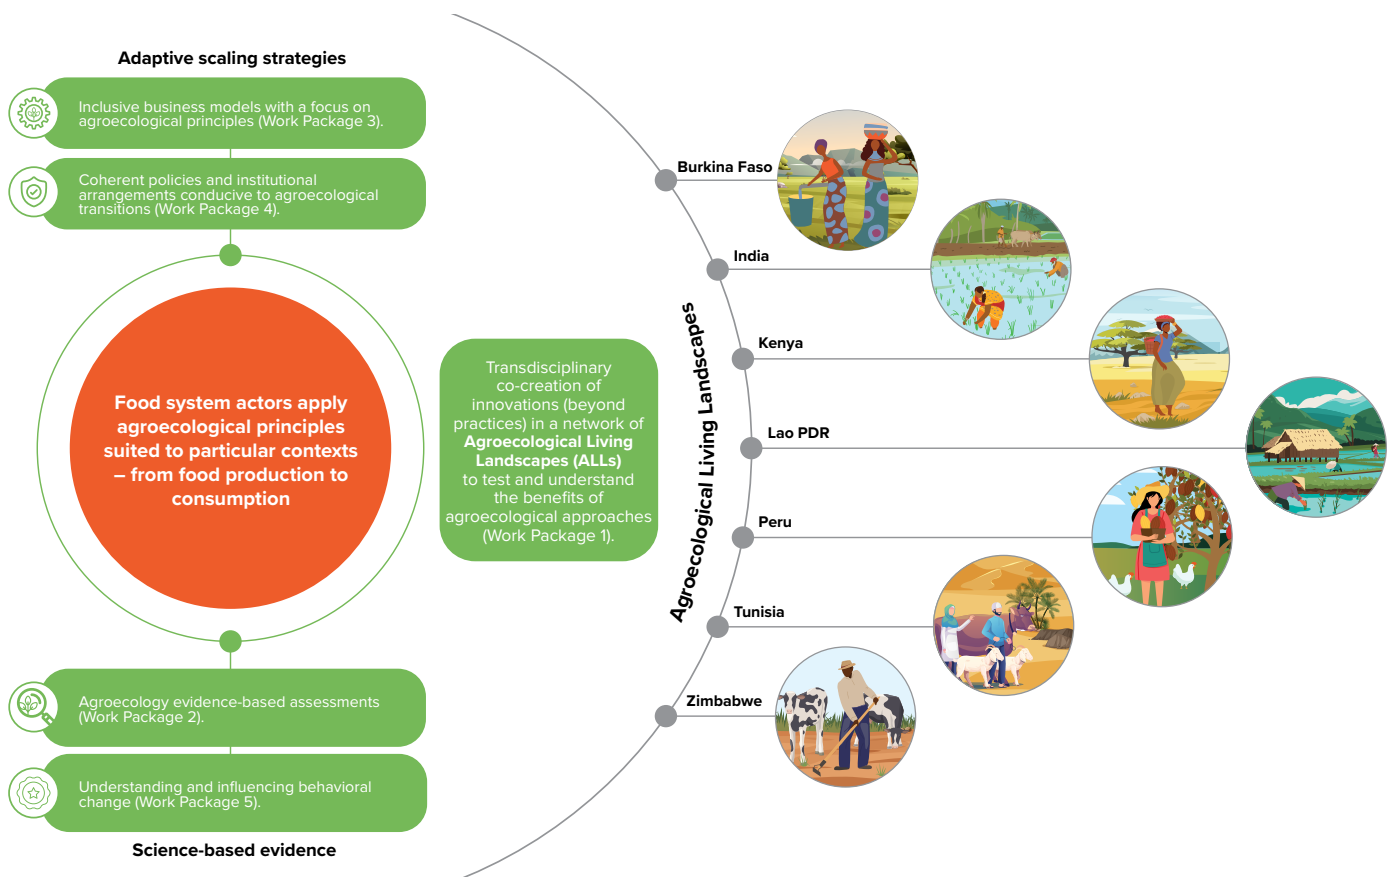 Adaptive scaling strategies
Inclusive business models with a focus on
agroecological principles (Work Package 3).
Coherent policies and institutional
arrangements conducive to agroecological
transitions (Work Package 4).
Food system actors apply
agroecological principles
suited to particular contexts
– from food production to
consumption
Agroecology evidence-based assessments
(Work Package 2).
Understanding and influencing behavioral
change (Work Package 5).
Science-based evidence
Transdisciplinary
co-creation of
innovations (beyond
practices) in a network of
Agroecological Living
Landscapes (ALLs)
to test and understand
the benefits of
agroecological approaches
(Work Package 1).
Agroecological Living Landscapes
Burkina Faso
India
Kenya
Lao PDR
Peru
Tunisia
Zimbabwe